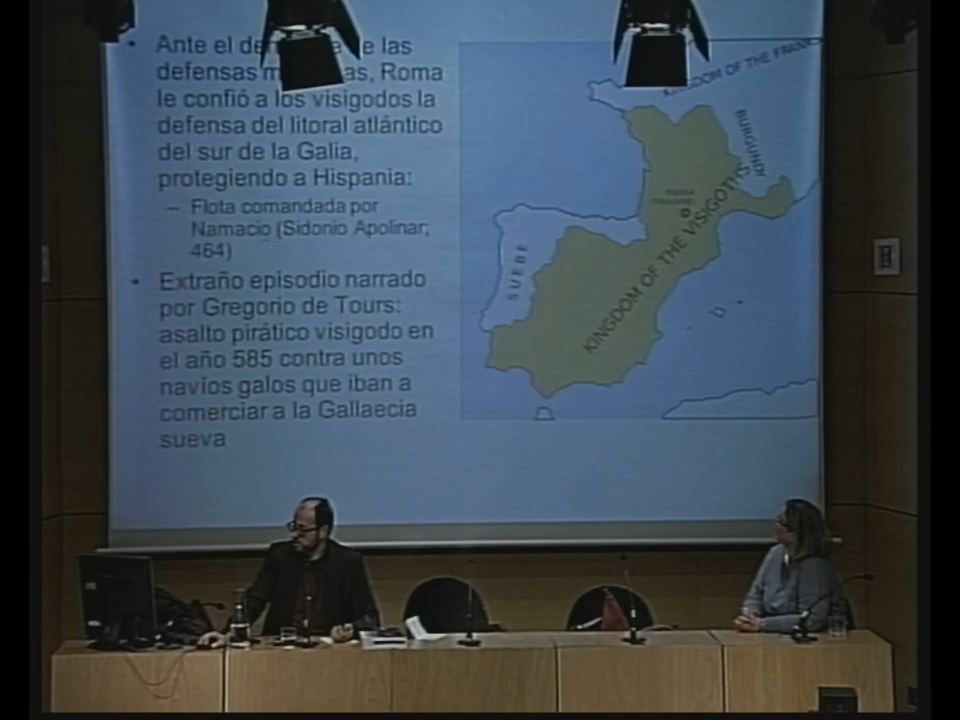 Ante el de las
defensas as, Roma
le confió a los visigodos la
defensa del litoral atlántico
del sur de la Galia,
protegiendo a Hispania:
– Flota comandada por
Namacio (Sidonio Apolinar;
464)
• Extraño episodio narrado
por Gregorio de Tours:
asalto pirático visigodo en
el año 585 contra unos
navíos galos que iban a
comerciar a la Gallaecia
sueva
KINGDOM OF THE FRANKS
BURGUNDY
KINGDOM OF THE VISIGOTHS
SUEBE